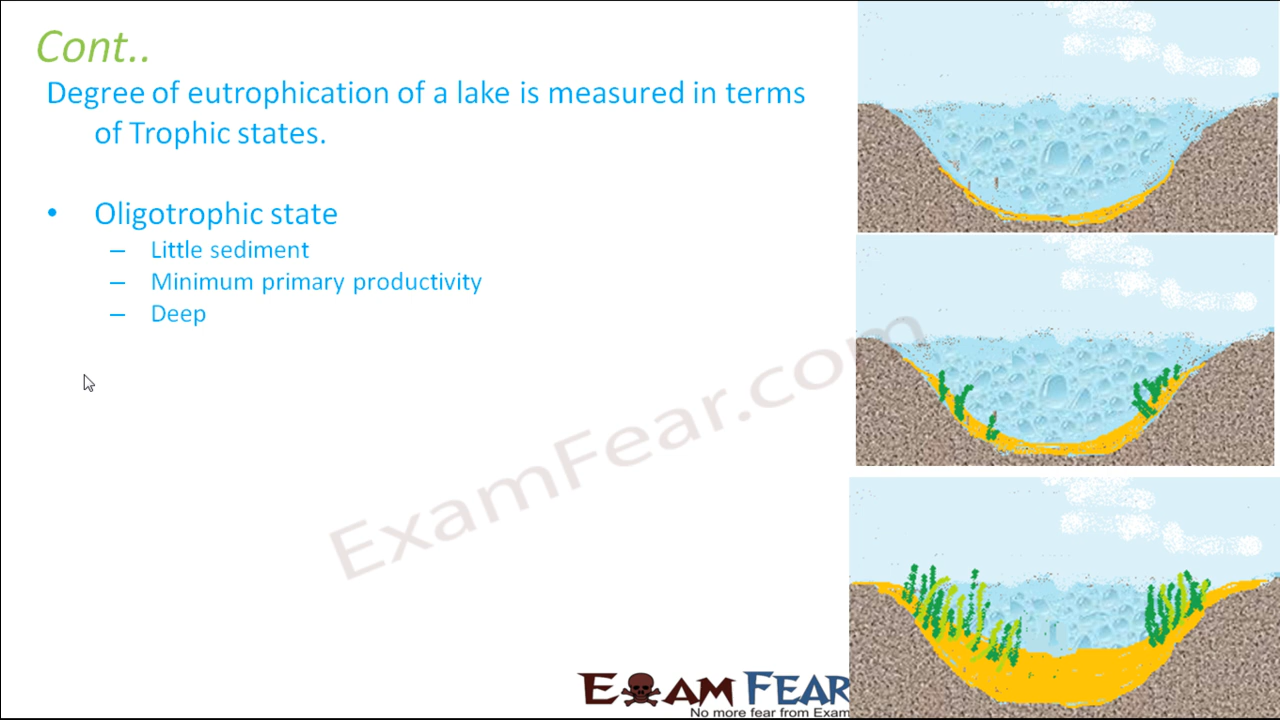 Cont..
Degree of eutrophication of a lake is measured in terms
of Trophic states.
• Oligotrophic state
– Little sediment
– Minimum primary productivity
– Deep
ExamFear.com
EXAM FEAR
No more fear from Exam